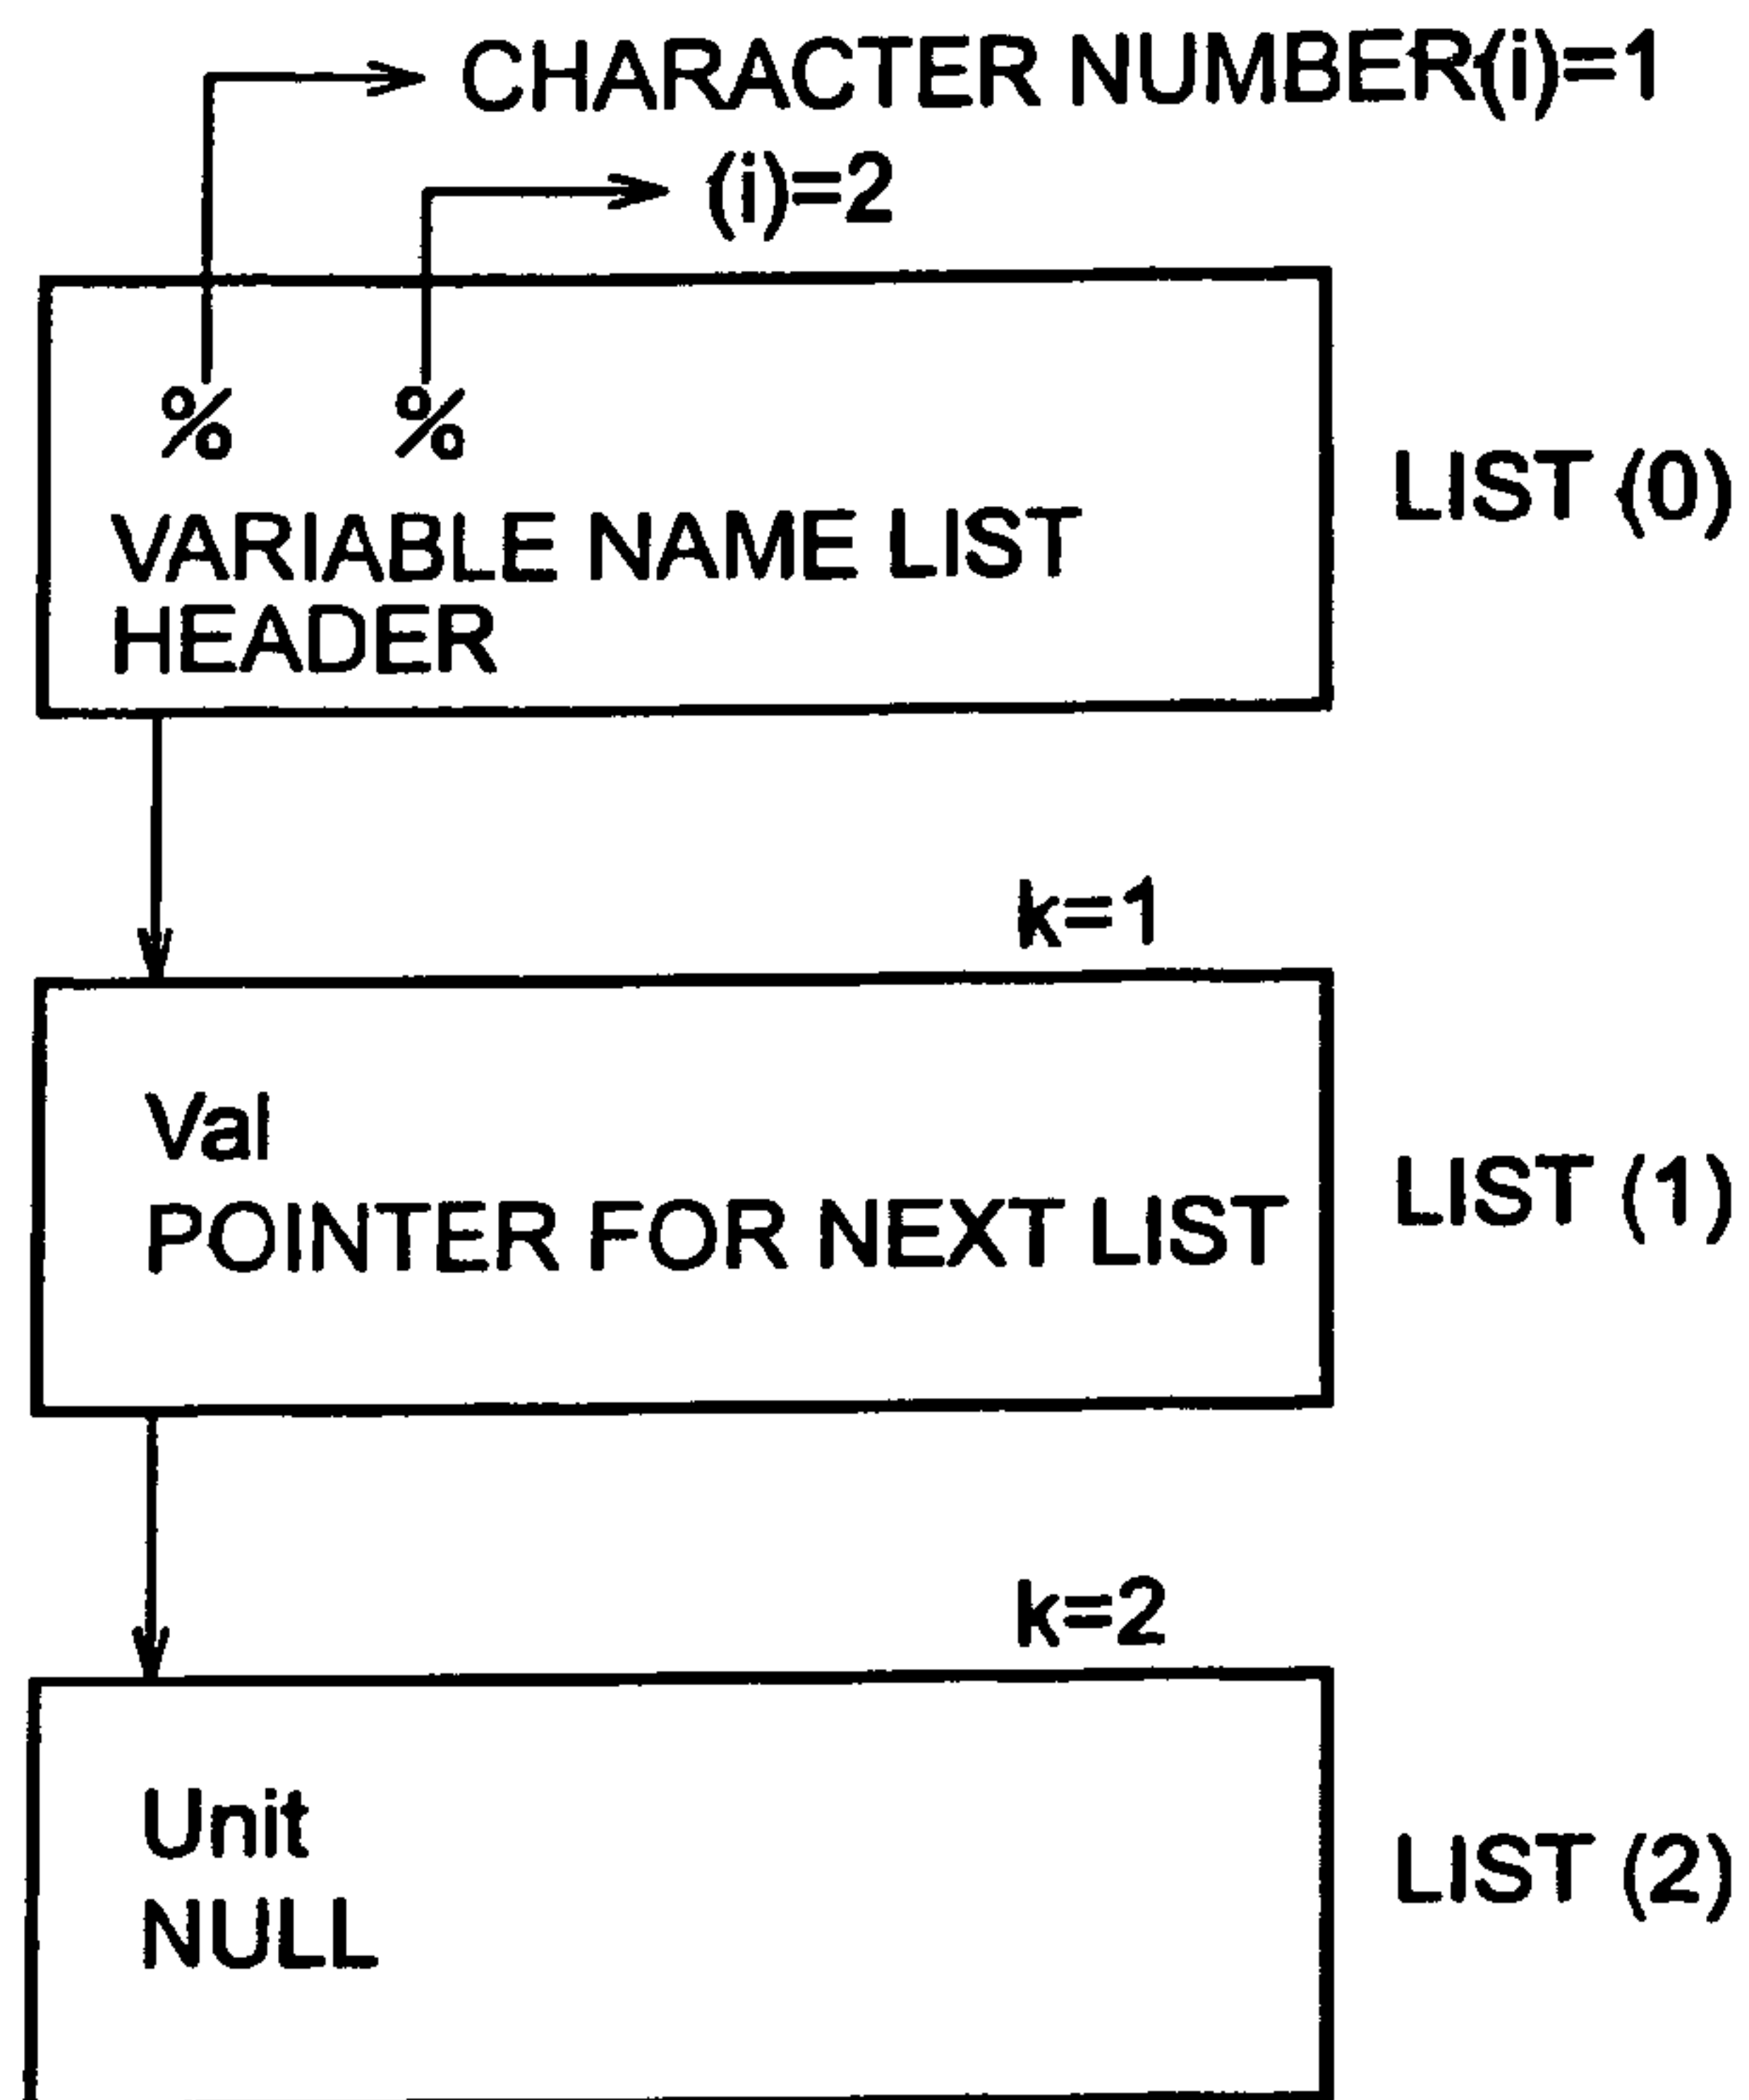 CHARACTER NUMBER(i)=1
(i)=2
% %
VARIABLE NAME LIST
HEADER
LIST (0)
k=1
Val
POINTER FOR NEXT LIST
LIST (1)
k=2
Unit
NULL
LIST (2)